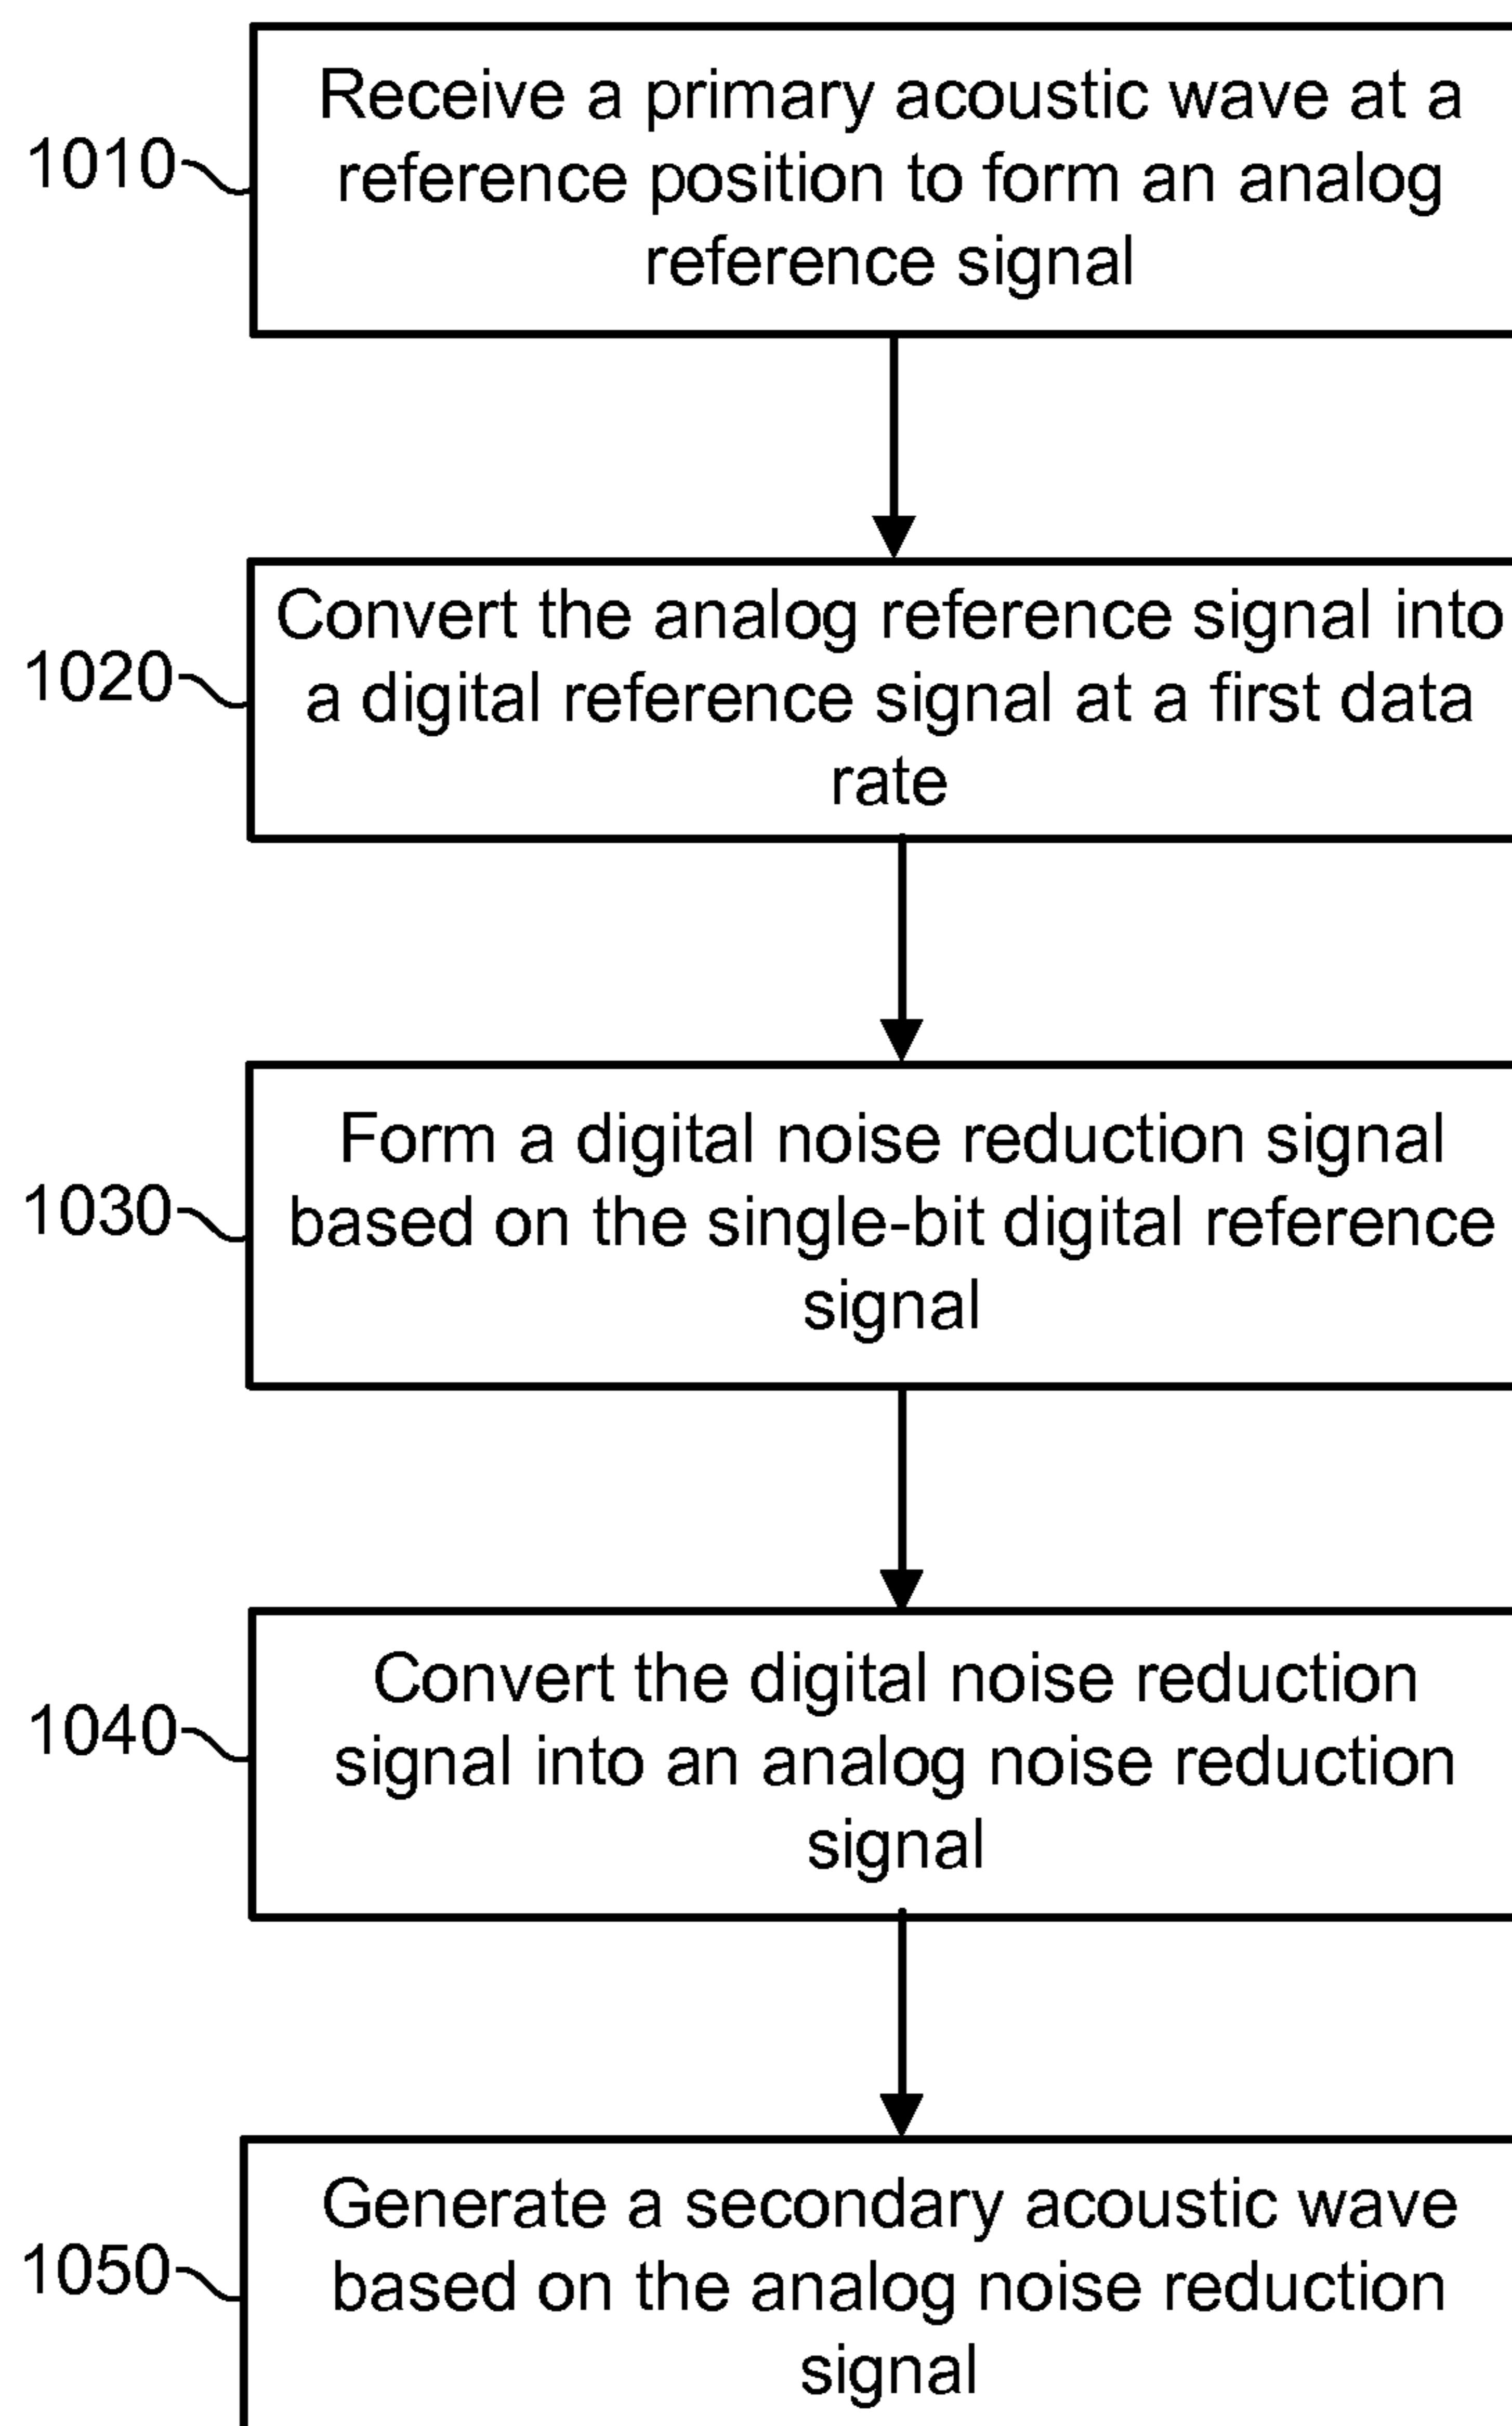 Receive a primary acoustic wave at a
1010
reference position to form an analog
reference signal
Convert the analog reference signal into
1020
a digital reference signal at a first data
rate
Form a digital noise reduction signal
1030
based on the single-bit digital reference
signal
Convert the digital noise reduction
1040
signal into an analog noise reduction
signal
Generate a secondary acoustic wave
1050
based on the analog noise reduction
signal